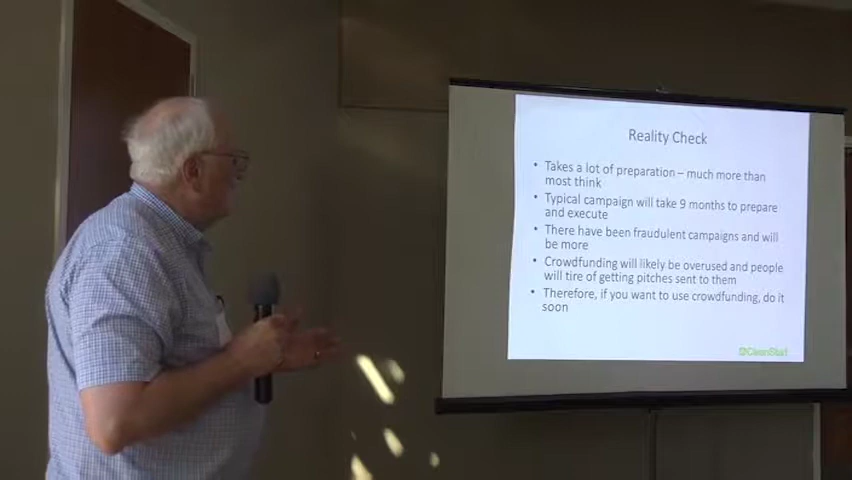 Reality Check
• Takes a lot of preparation – much more than
most think
• Typical campaign will take 9 months to prepare
and execute
• There have been fraudulent campaigns and will
be more
• Crowdfunding will likely be overused and people
will tire of getting pitches sent to them
• Therefore, if you want to use crowdfunding, do it
soon
CleanStart